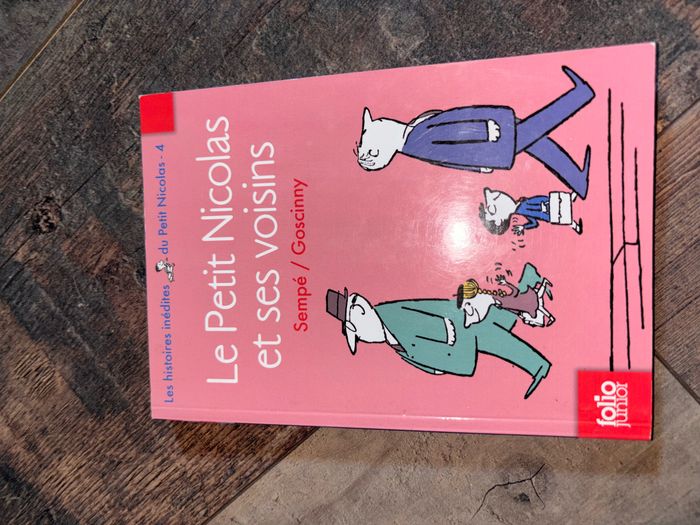 Les histoires inédites du Petit Nicolas - 4
Le Petit Nicolas
et ses voisins
Sempé / Goscinny
folio
junior